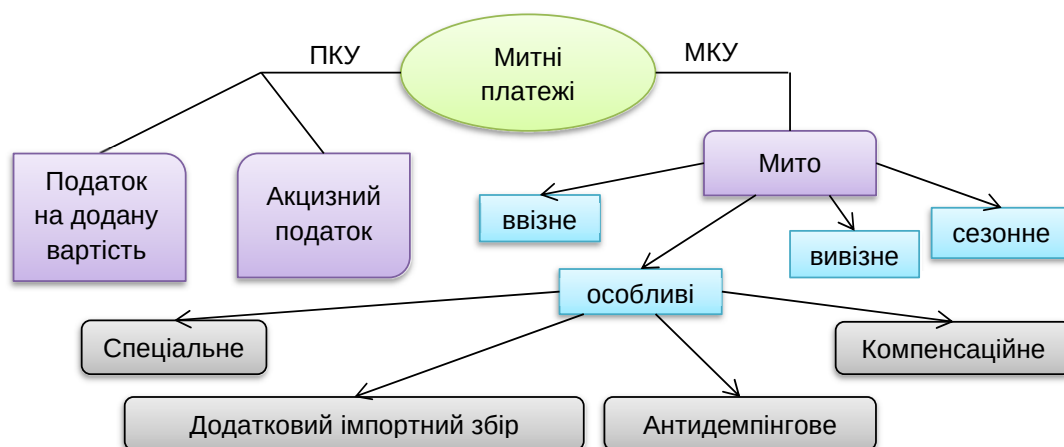 ПКУ
Митні
платежі
МКУ
Податок
на додану
вартість
Акцизний
податок
Мито
ввізне
вивізне
сезонне
особливі
Спеціальне
Компенсаційне
Додатковий імпортний збір
Антидемпінгове